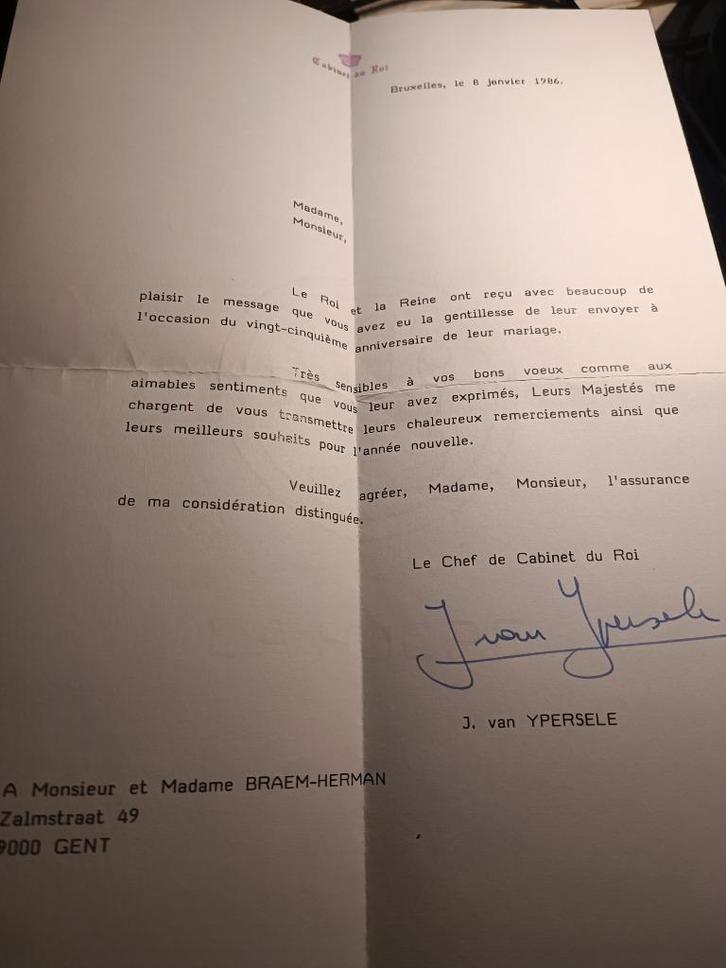 Cabinet du Roi
Bruxelles, le 8 janvier 1986.
Madame,
Monsieur,
Le Roi et la Reine ont reçu avec beaucoup de
plaisir le message que vous avez eu la gentillesse de leur envoyer à
l'occasion du vingt-cinquième anniversaire de leur mariage.
Très sensibles à vos bons voeux comme aux
aimables sentiments que vous leur avez exprimés, Leurs Majestés me
chargent de vous transmettre leurs chaleureux remerciements ainsi que
leurs meilleurs souhaits pour l'année nouvelle.
Veuillez agréer, Madame, Monsieur, l'assurance
de ma considération distinguée.
Le Chef de Cabinet du Roi
J van Ypersele
J. van YPERSELE
A Monsieur et Madame BRAEM-HERMAN
Zalmstraat 49
9000 GENT